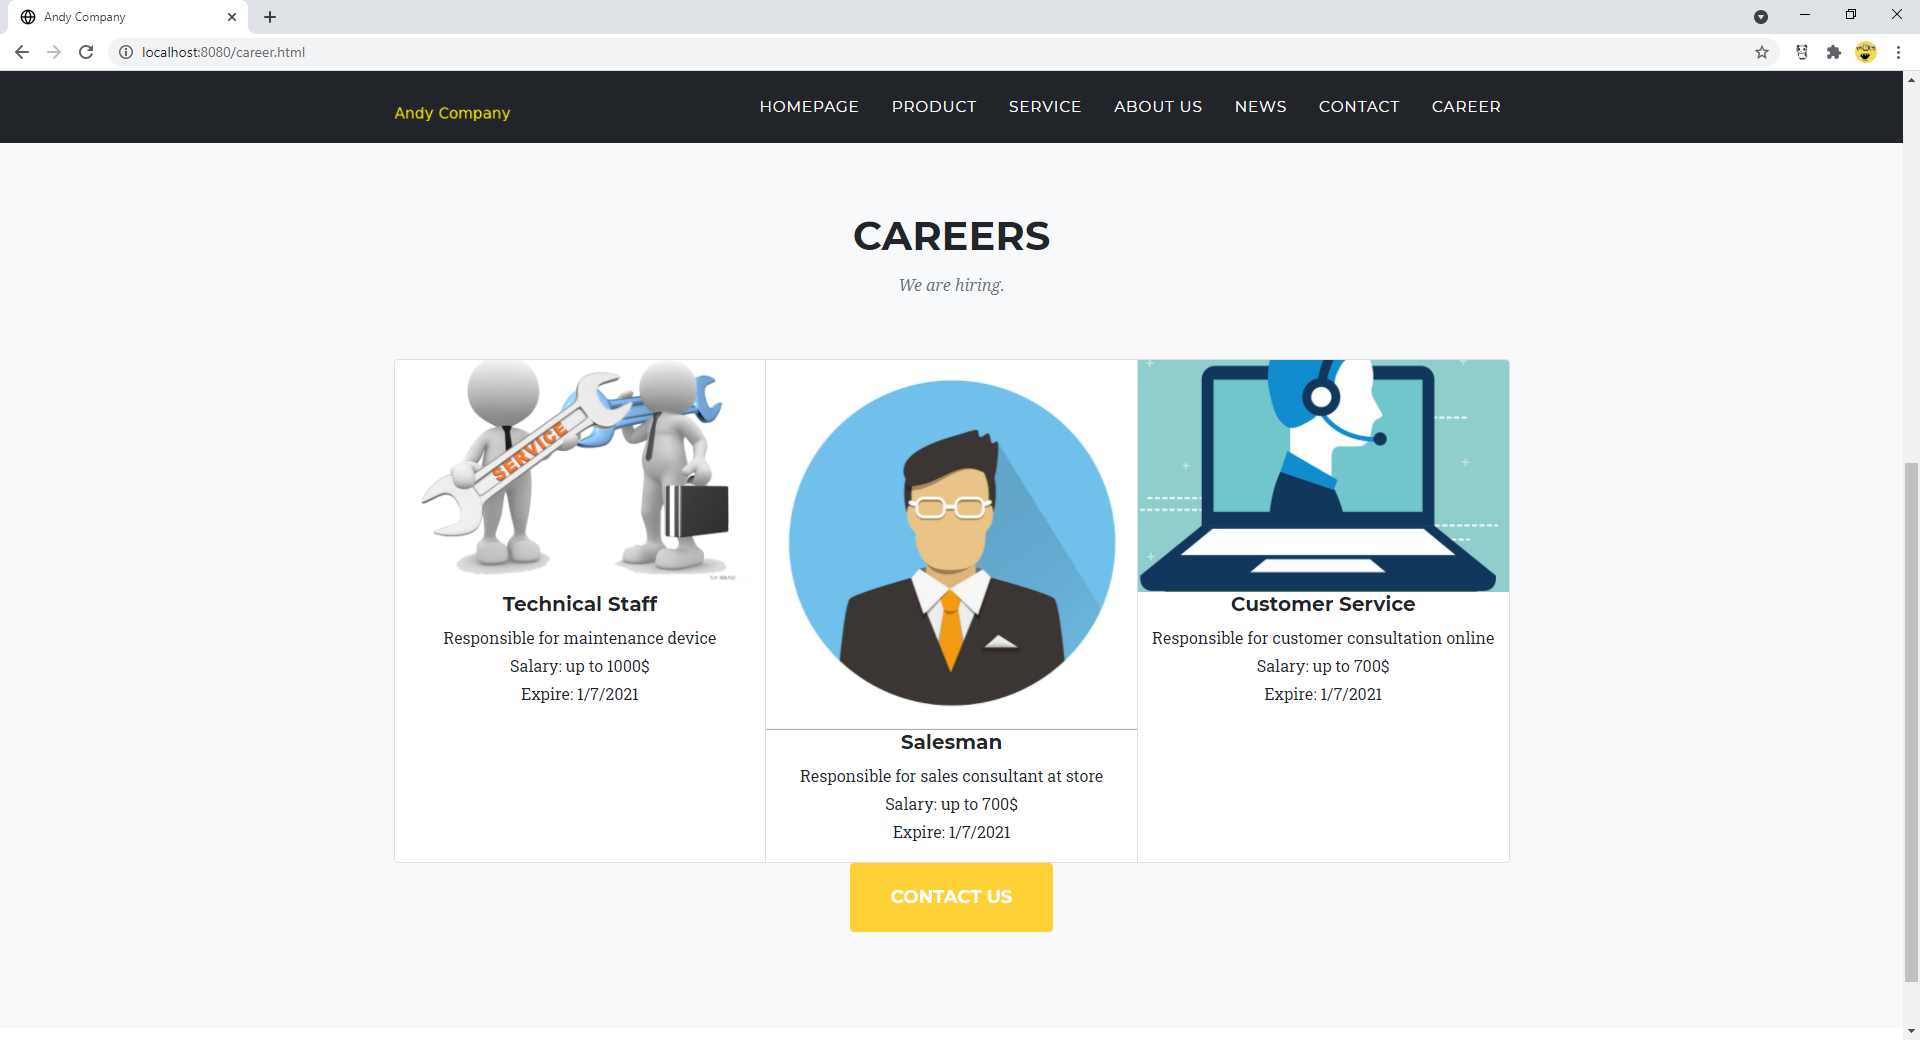 Andy Company
localhost:8080/career.html
Andy Company
HOMEPAGE PRODUCT SERVICE ABOUT US NEWS CONTACT CAREER
CAREERS
We are hiring.
SERVICE
Technical Staff
Responsible for maintenance device
Salary: up to 1000$
Expire: 1/7/2021
Salesman
Responsible for sales consultant at store
Salary: up to 700$
Expire: 1/7/2021
Customer Service
Responsible for customer consultation online
Salary: up to 700$
Expire: 1/7/2021
CONTACT US